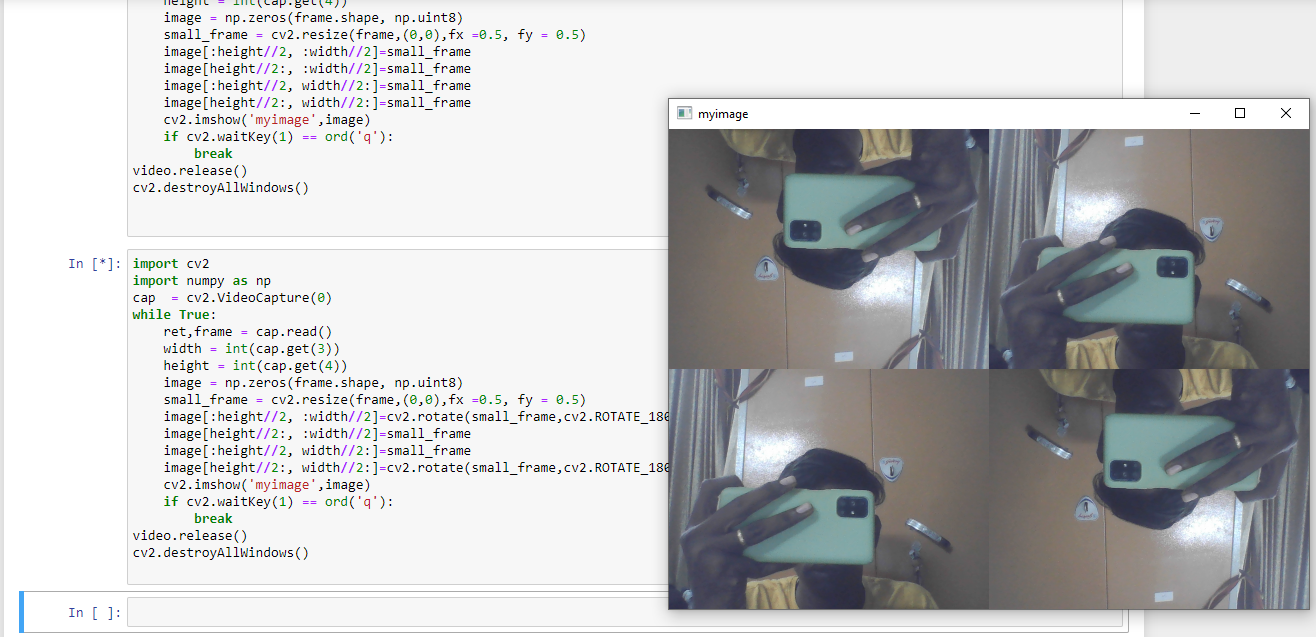 height = int(cap.get(4))
image = np.zeros(frame.shape, np.uint8)
small_frame = cv2.resize(frame,(0,0),fx =0.5, fy = 0.5)
image[:height//2, :width//2]=small_frame
image[height//2:, :width//2]=small_frame
image[:height//2, width//2:]=small_frame
image[height//2:, width//2:]=small_frame
cv2.imshow('myimage',image)
if cv2.waitKey(1) == ord('q'):
break
video.release()
cv2.destroyAllWindows()
myimage
In [*]:
import cv2
import numpy as np
cap  = cv2.VideoCapture(0)
while True:
ret,frame = cap.read()
width = int(cap.get(3))
height = int(cap.get(4))
image = np.zeros(frame.shape, np.uint8)
small_frame = cv2.resize(frame,(0,0),fx =0.5, fy = 0.5)
image[:height//2, :width//2]=cv2.rotate(small_frame,cv2.ROTATE_180
image[height//2:, :width//2]=small_frame
image[:height//2, width//2:]=small_frame
image[height//2:, width//2:]=cv2.rotate(small_frame,cv2.ROTATE_180
cv2.imshow('myimage',image)
if cv2.waitKey(1) == ord('q'):
break
video.release()
cv2.destroyAllWindows()
In [ ]: